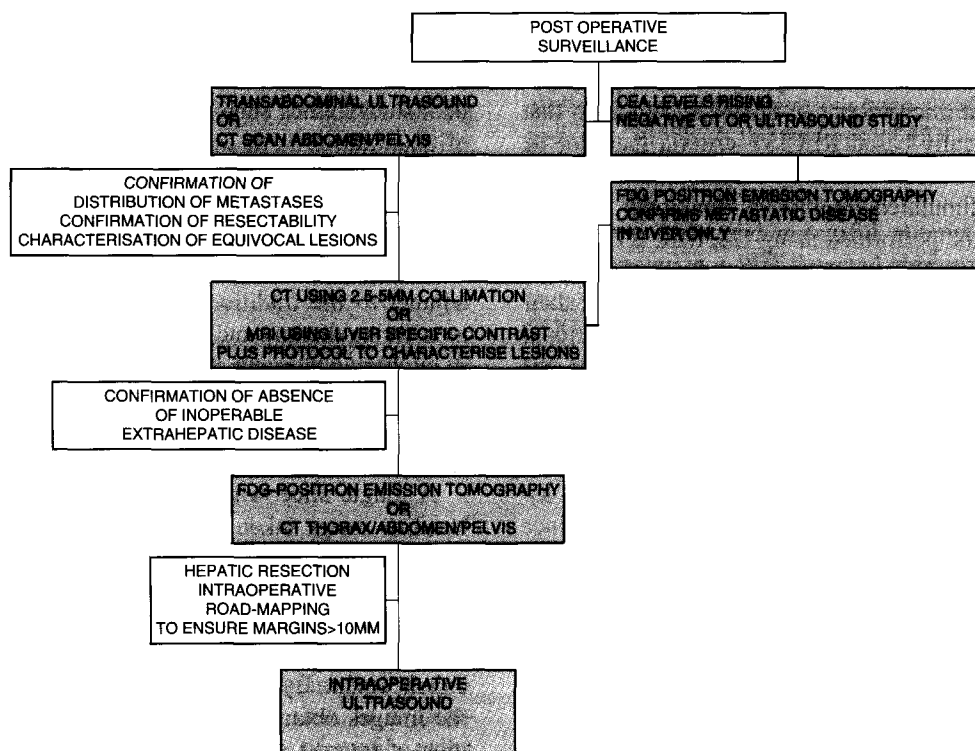 POST OPERATIVE
SURVEILLANCE
TRANSABDOMINAL ULTRASOUND
OR
CT SCAN ABDOMEN/PELVIS
CEA LEVELS RISING
NEGATIVE CT OR ULTRASOUND STUDY
CONFIRMATION OF
DISTRIBUTION OF METASTASES
CONFIRMATION OF RESECTABILITY
CHARACTERISATION OF EQUIVOCAL LESIONS
FDG POSITRON EMISSION TOMOGRAPHY
CONFIRMS METASTATIC DISEASE
IN LIVER ONLY
CT USING 2.5-5MM COLLIMATION
OR
MRI USING LIVER SPECIFIC CONTRAST
PLUS PROTOCOL TO CHARACTERISE LESIONS
CONFIRMATION OF ABSENCE
OF INOPERABLE
EXTRAHEPATIC DISEASE
FDG-POSITRON EMISSION TOMOGRAPHY
OR
CT THORAX/ABDOMEN/PELVIS
HEPATIC RESECTION
INTRAOPERATIVE
ROAD-MAPPING
TO ENSURE MARGINS>10MM
INTRAOPERATIVE
ULTRASOUND